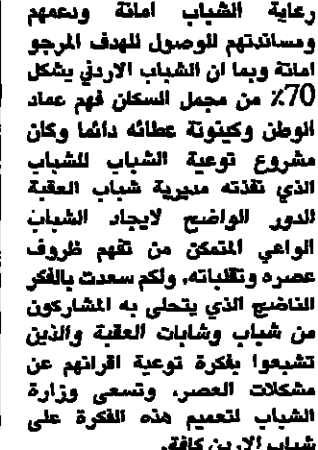 رعاية الشباب امانة ودعمهم
ومساندتهم للوصول للهدف المرجو
امانة وبما ان الشباب الاردني يشكل
70٪ من مجمل السكان فهم عماد
الوطن وكينونة عطائه دائما وكان
مشروع توعية الشباب للشباب
الذي نفذته مديرية شباب العقبة
الدور الواضح لايجاد الشباب
الواعي المتمكن من تفهم ظروف
عصره وتقلباته، ولكم سعدت بالفكر
الناضج الذي يتحلى به المشاركون
من شباب وشابات العقبة والذين
تشبعوا بفكرة توعية اقرانهم عن
مشكلات العصر، وتسعى وزارة
الشباب لتعميم هذه الفكرة على
شباب الاردن كافة.